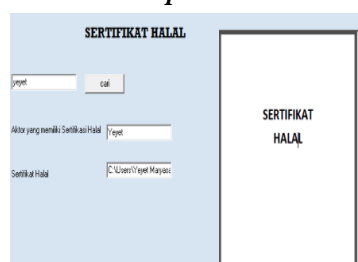 SERTIFIKAT HALAL
yeyet
cari
Aktor yang memiliki Sertifikasi Halal
Yeyet
Sertifikat Halal
C:\Users\Yeyet Maryasa
SERTIFIKAT
HALAL